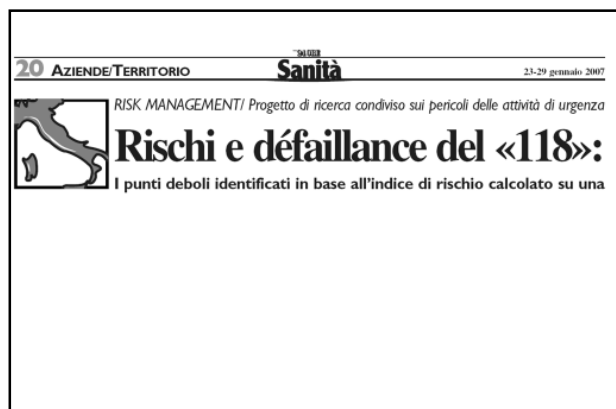 20 AZIENDE/TERRITORIO
Sanità
23-29 gennaio 2007
RISK MANAGEMENT/ Progetto di ricerca condiviso sui pericoli delle attività di urgenza
Rischi e défaillance del «118»:
I punti deboli identificati in base all'indice di rischio calcolato su una